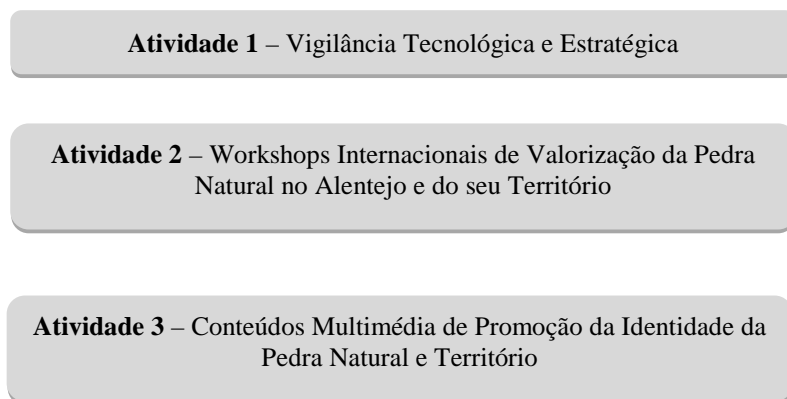 Atividade 1 – Vigilância Tecnológica e Estratégica
Atividade 2 – Workshops Internacionais de Valorização da Pedra
Natural no Alentejo e do seu Território
Atividade 3 – Conteúdos Multimédia de Promoção da Identidade da
Pedra Natural e Território